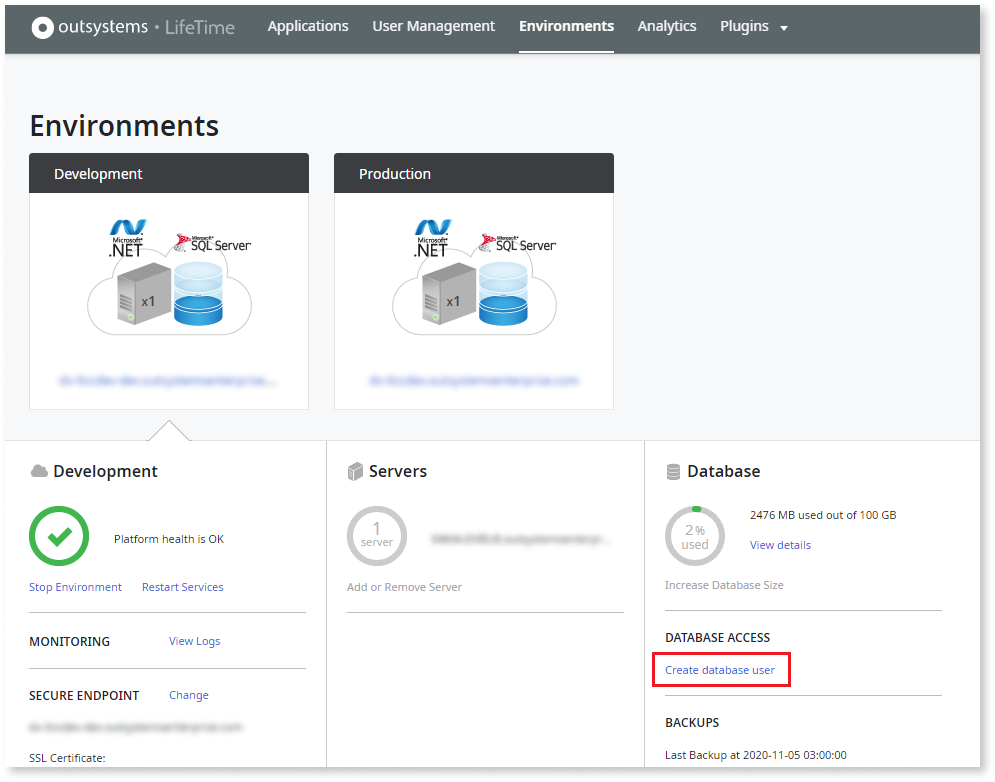 outsystems • LifeTime Applications User Management Environments Analytics Plugins
Environments
Development
Microsoft®
.NET
Microsoft®
SQL Server
x1
Production
Microsoft®
.NET
Microsoft®
SQL Server
x1
Development
Platform health is OK
Stop Environment Restart Services
MONITORING View Logs
SECURE ENDPOINT Change
SSL Certificate:
Servers
1
server
Add or Remove Server
Database
2%
used
2476 MB used out of 100 GB
View details
Increase Database Size
DATABASE ACCESS
Create database user
BACKUPS
Last Backup at 2020-11-05 03:00:00